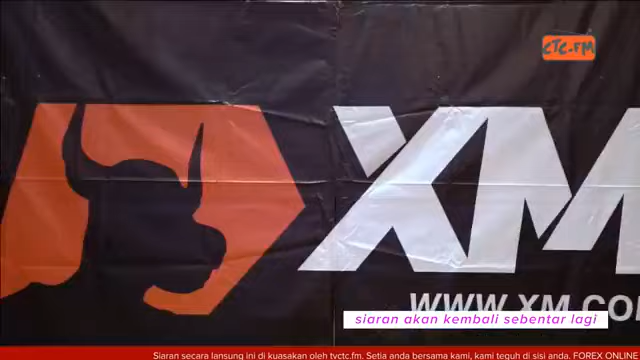 CTC-FM
XM
WWW.XM.CO
siaran akan kembali sebentar lagi
Siaran secara lansung ini di kuasakan oleh tvctc.fm. Setia anda bersama kami, kami teguh di sisi anda. FOREX ONLINE